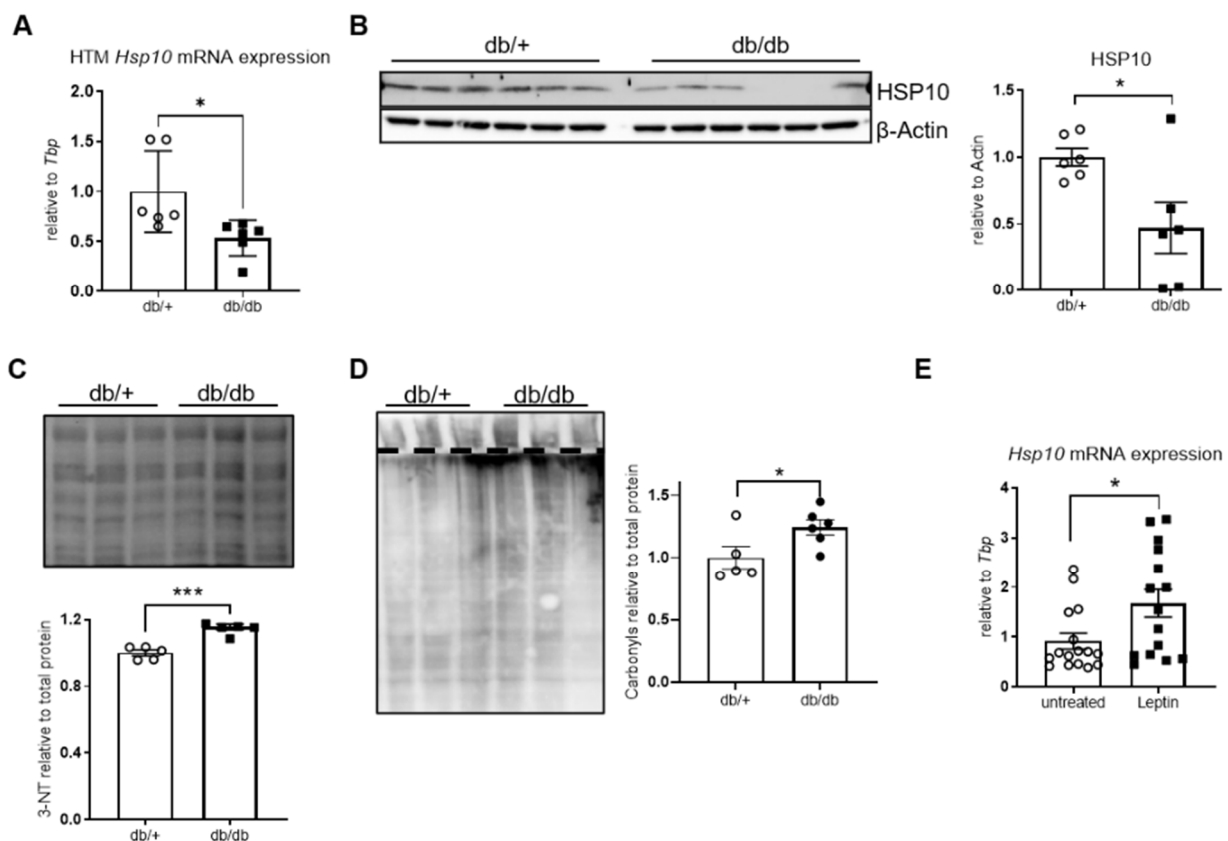 A
HTM Hsp10 mRNA expression
relative to Tbp
2.0
1.5
1.0
0.5
0.0
*
db/+
db/db
B
db/+
db/db
HSP10
β-Actin
HSP10
relative to Actin
1.5
1.0
0.5
0.0
*
db/+
db/db
C
db/+
db/db
3-NT relative to total protein
1.2
0.8
0.4
0.0
***
db/+
db/db
D
db/+
db/db
Carbonyls relative to total protein
1.5
1.0
0.5
0.0
*
db/+
db/db
E
Hsp10 mRNA expression
relative to Tbp
4
3
2
1
0
*
untreated
Leptin